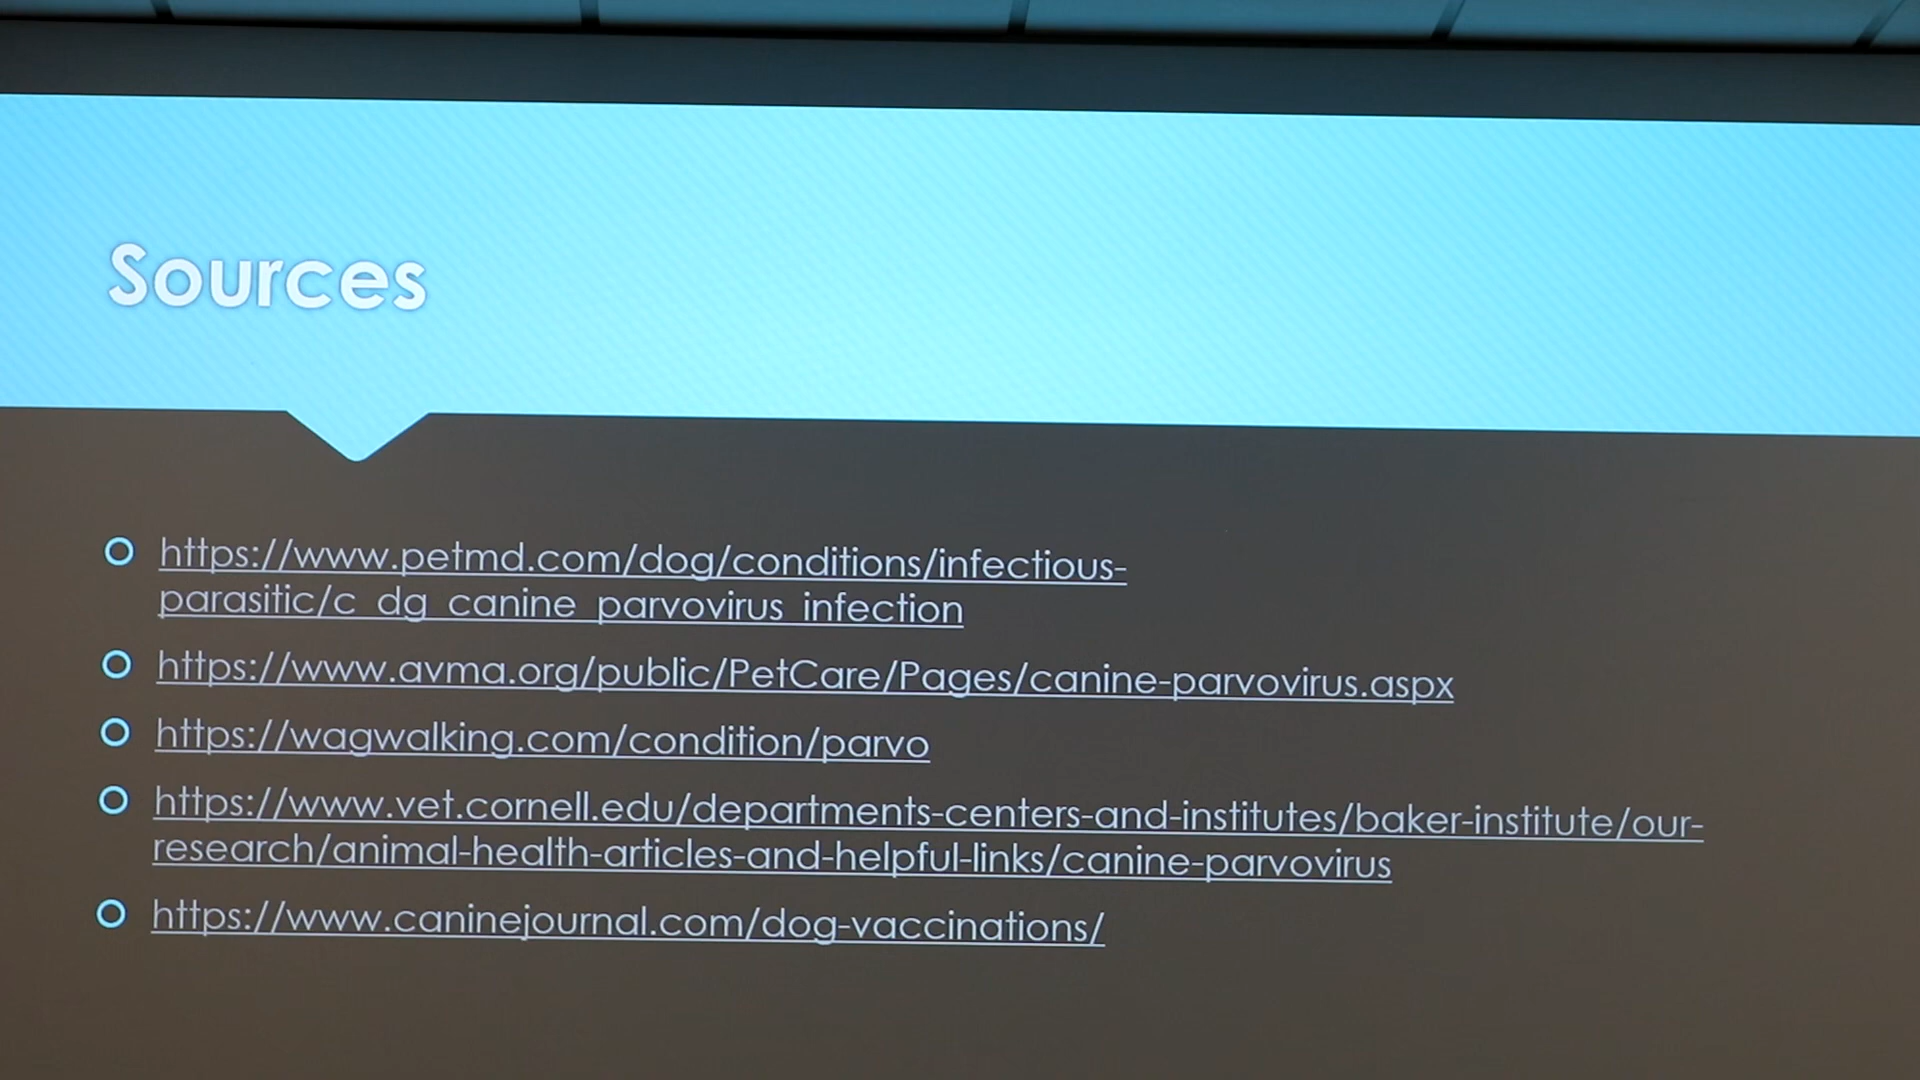 Sources
https://www.petmd.com/dog/conditions/infectious-
parasitic/c_dg_canine_parvovirus_infection
https://www.avma.org/public/PetCare/Pages/canine-parvovirus.aspx
https://wagwalking.com/condition/parvo
https://www.vet.cornell.edu/departments-centers-and-institutes/baker-institute/our-
research/animal-health-articles-and-helpful-links/canine-parvovirus
https://www.caninejournal.com/dog-vaccinations/